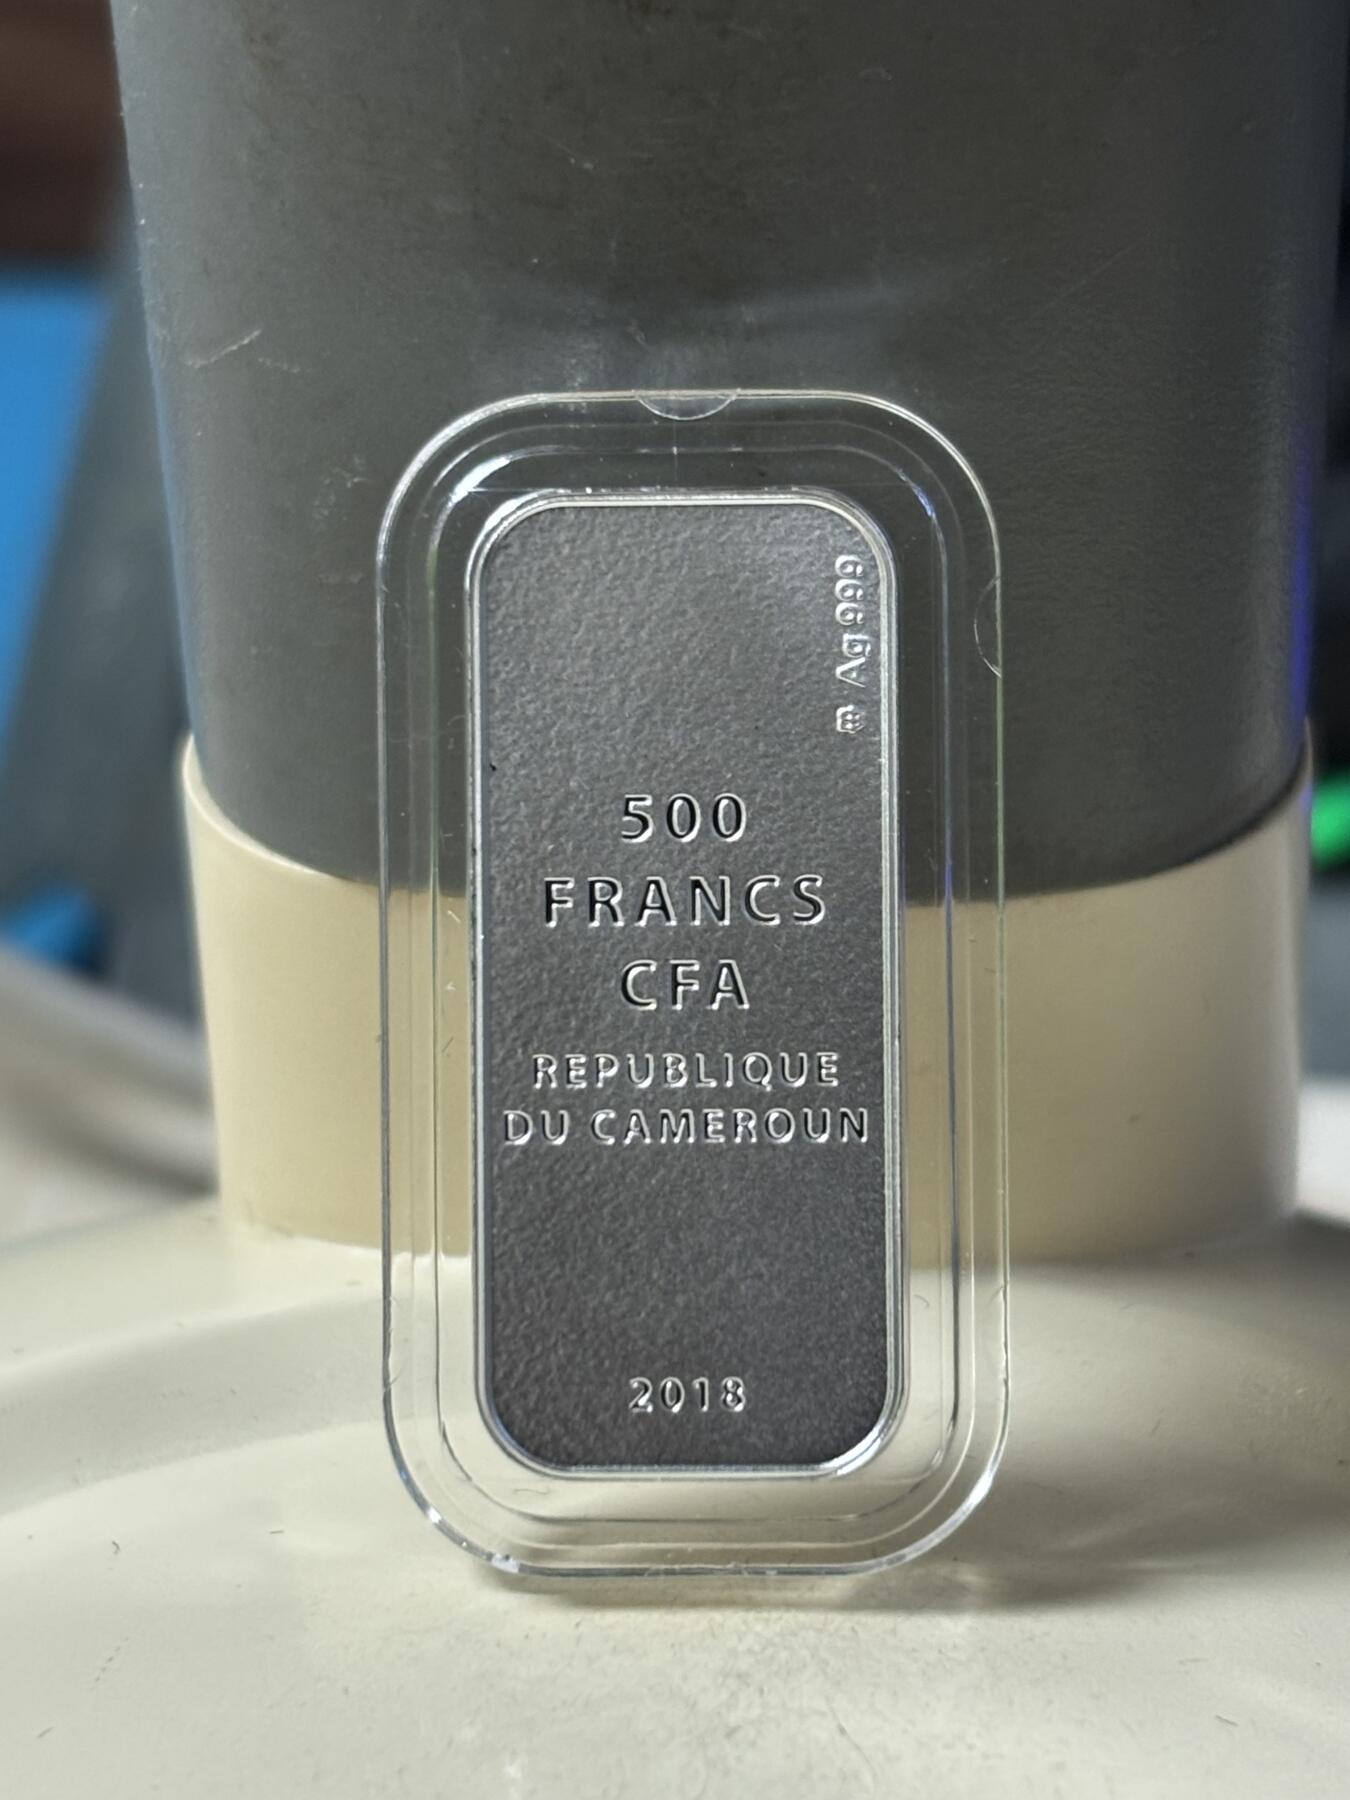 Ag 999
500
FRANCS
CFA
REPUBLIQUE
DU CAMEROUN
2018